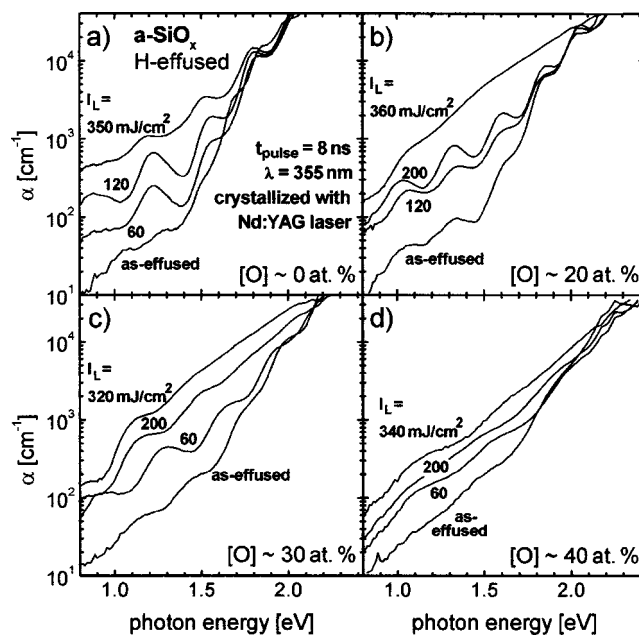 a) a-SiOx
H-effused
IL =
350 mJ/cm²
120
60
as-effused
[O] ~ 0 at. %
tpulse = 8 ns
λ = 355 nm
crystallized with
Nd:YAG laser
b)
360 mJ/cm²
200
120
as-effused
[O] ~ 20 at. %
c)
IL =
320 mJ/cm²
200
60
as-effused
[O] ~ 30 at. %
d)
IL =
340 mJ/cm²
200
60
as-
effused
[O] ~ 40 at. %
α [cm⁻¹]
10⁴
10³
10²
10¹
α [cm⁻¹]
10⁴
10³
10²
10¹
1.0 1.5 2.0 1.0 1.5 2.0
photon energy [eV] photon energy [eV]